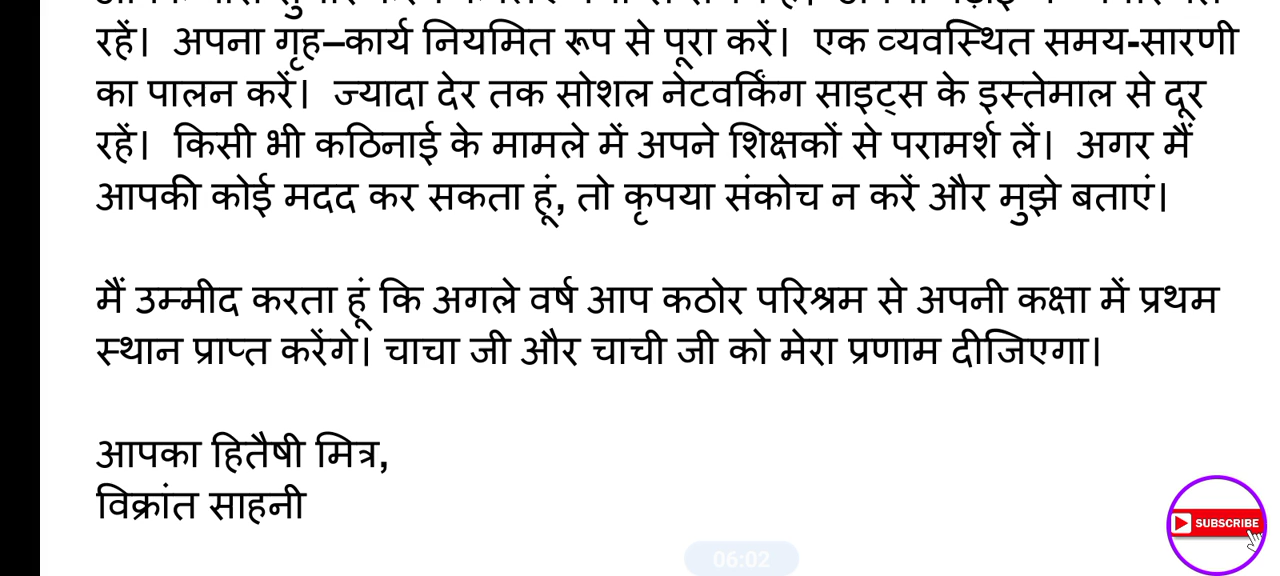 रहें। अपना गृह–कार्य नियमित रूप से पूरा करें। एक व्यवस्थित समय-सारणी
का पालन करें। ज्यादा देर तक सोशल नेटवर्किंग साइट्स के इस्तेमाल से दूर
रहें। किसी भी कठिनाई के मामले में अपने शिक्षकों से परामर्श लें। अगर मैं
आपकी कोई मदद कर सकता हूं, तो कृपया संकोच न करें और मुझे बताएं।
मैं उम्मीद करता हूं कि अगले वर्ष आप कठोर परिश्रम से अपनी कक्षा में प्रथम
स्थान प्राप्त करेंगे। चाचा जी और चाची जी को मेरा प्रणाम दीजिएगा।
आपका हितैषी मित्र,
विक्रांत साहनी
SUBSCRIBE
06:02